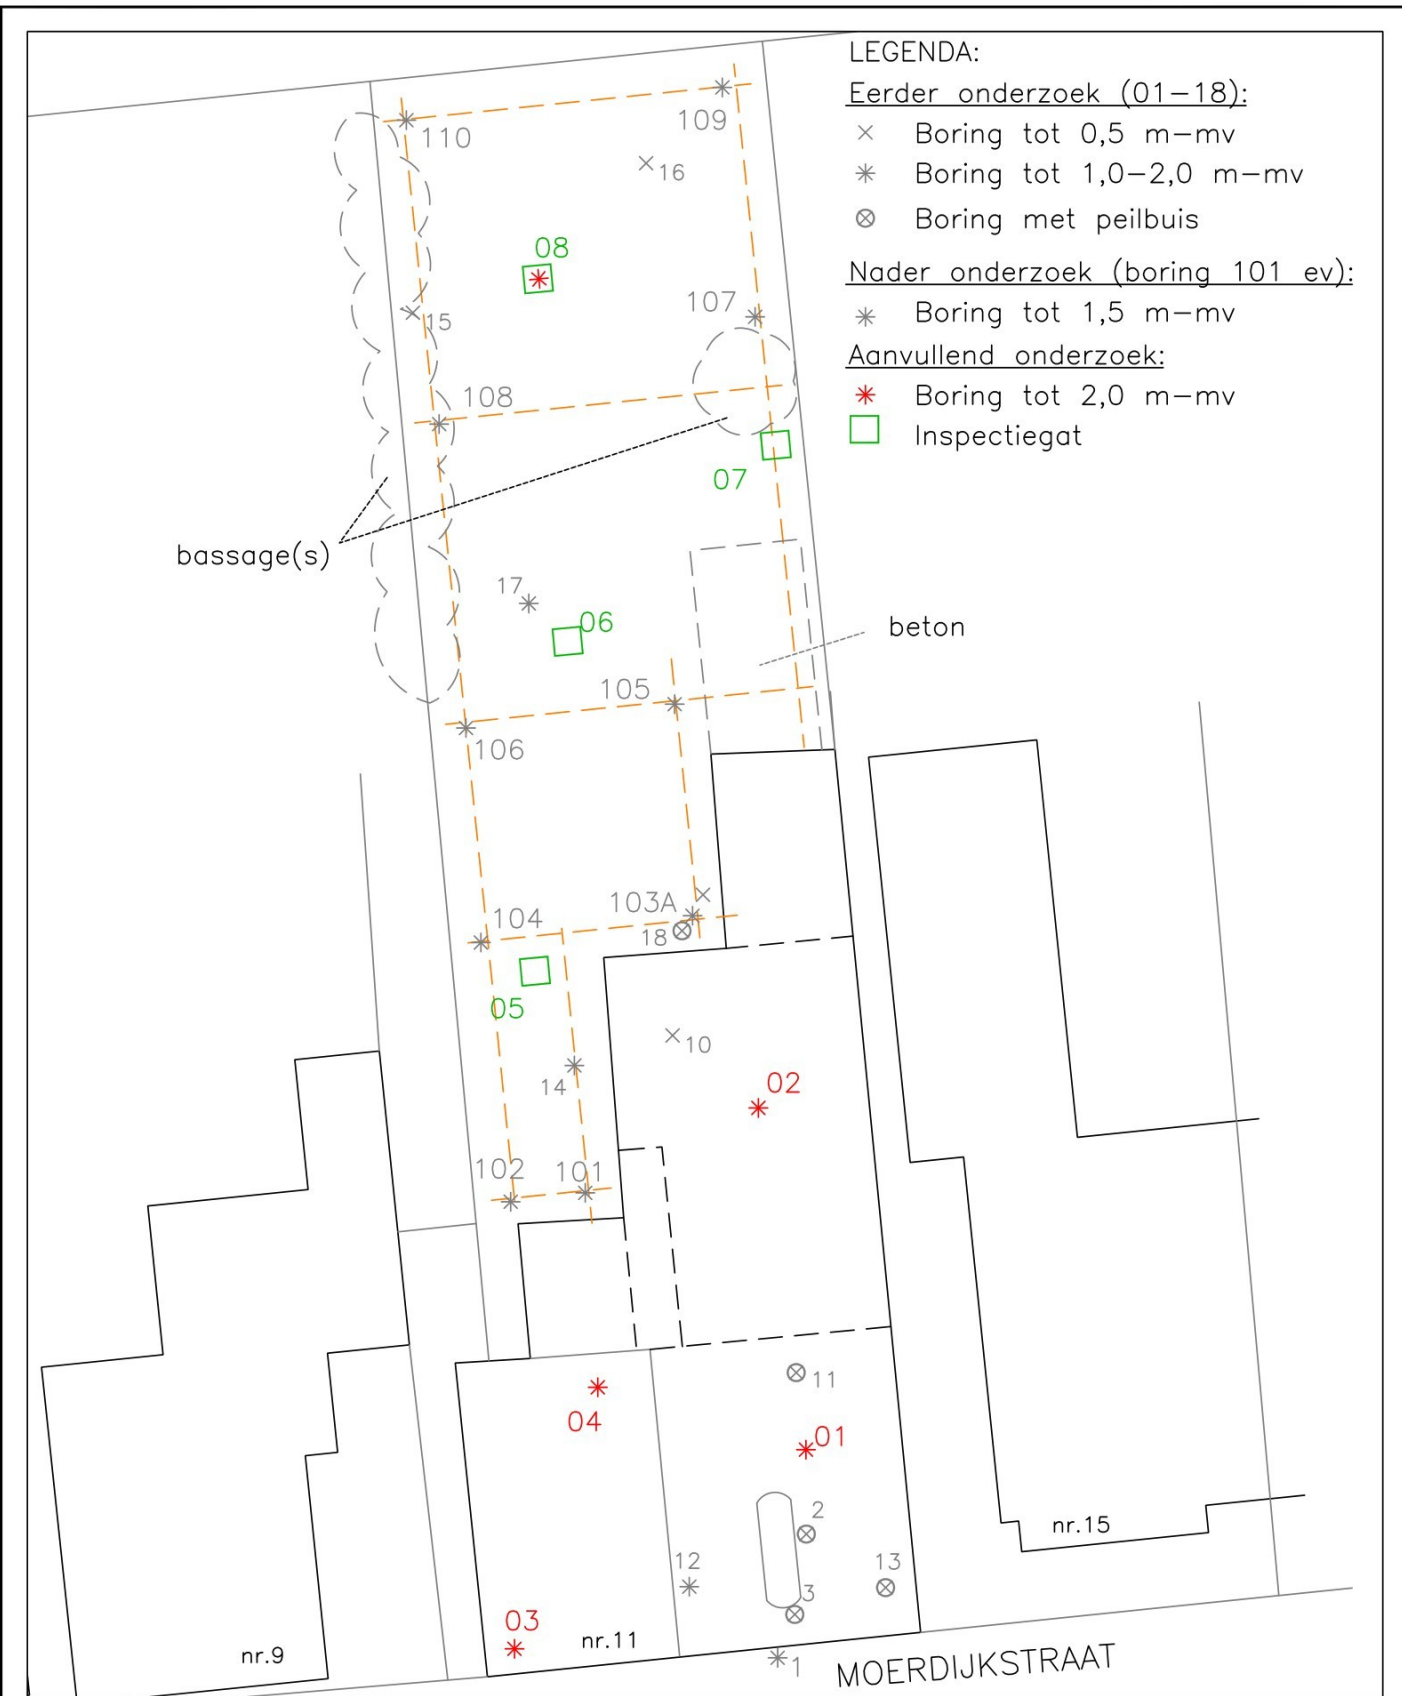 LEGENDA:
Eerder onderzoek (01-18):
Boring tot 0,5 m-mv
Boring tot 1,0-2,0 m-mv
Boring met peilbuis
Nader onderzoek (boring 101 ev):
Boring tot 1,5 m-mv
Aanvullend onderzoek:
Boring tot 2,0 m-mv
Inspectiegat
109
110
16
08
107
15
108
07
bassage(s)
17
06
beton
105
106
103A
104
18
05
10
14
02
102
101
11
04
01
2
nr.15
12
13
3
03
nr.11
nr.9
1
MOERDIJKSTRAAT